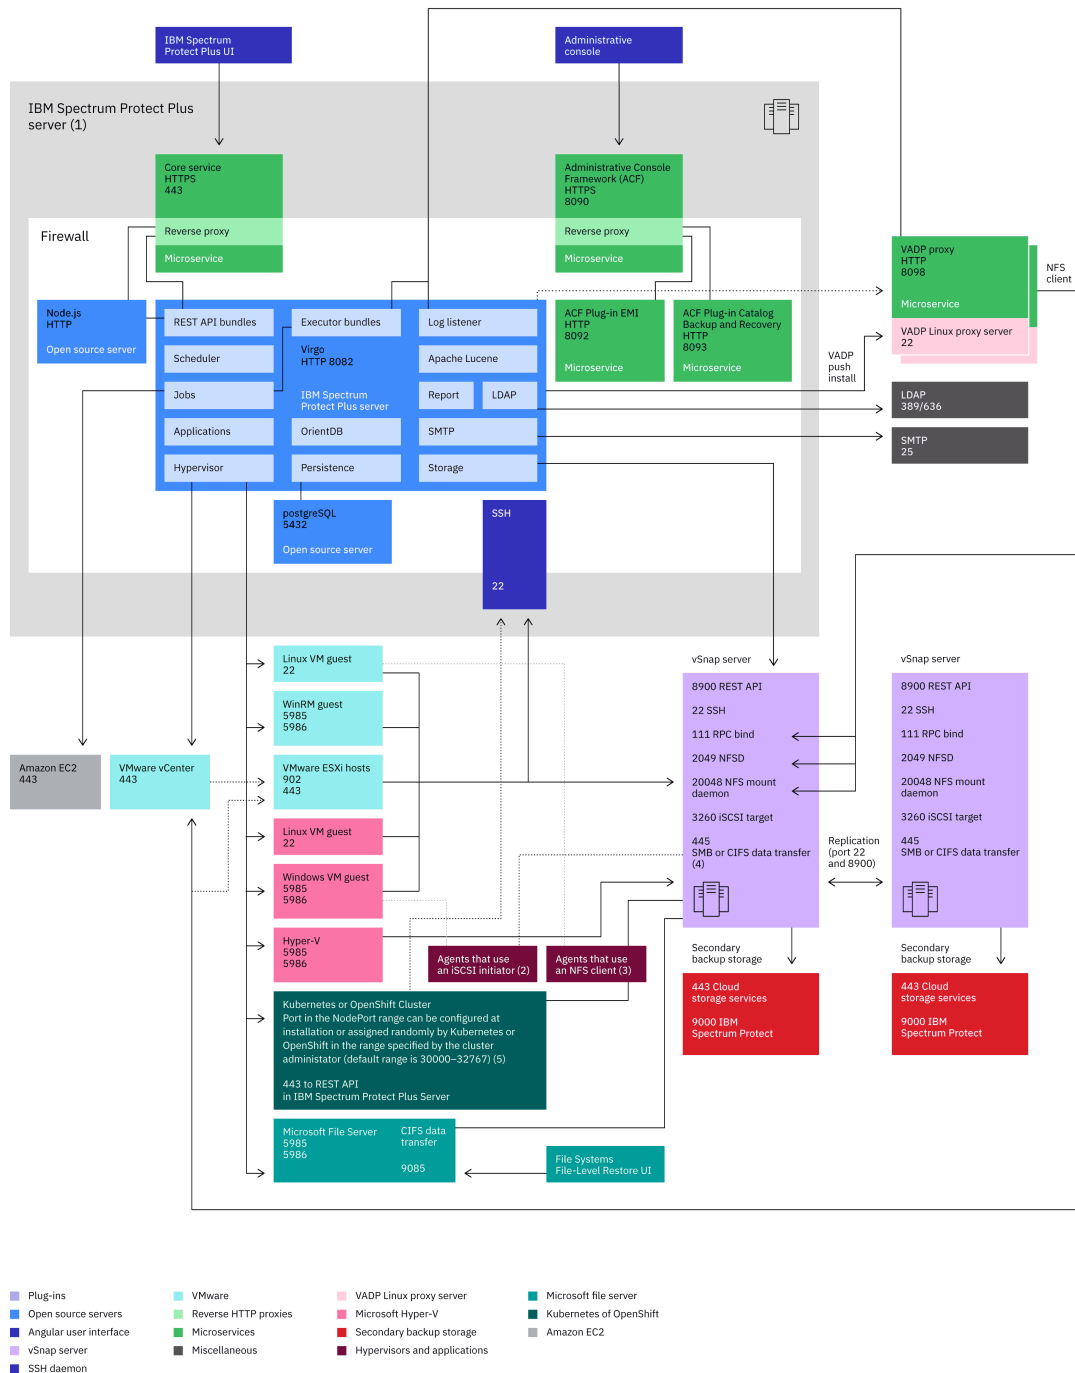 IBM Spectrum
Protect Plus UI
Administrative
console
IBM Spectrum Protect Plus
server (1)
Core service
HTTPS
443
Reverse proxy
Microservice
Administrative Console
Framework (ACF)
HTTPS
8090
Reverse proxy
Microservice
Firewall
VADP proxy
HTTP
8098
Microservice
VADP Linux proxy server
22
NFS
client
Node.js
HTTP
Open source server
REST API bundles
Scheduler
Jobs
Applications
Hypervisor
Executor bundles
Virgo
HTTP 8082
IBM Spectrum
Protect Plus server
OrientDB
Persistence
Log listener
Apache Lucene
Report
LDAP
SMTP
Storage
ACF Plug-in EMI
HTTP
8092
Microservice
ACF Plug-in Catalog
Backup and Recovery
HTTP
8093
Microservice
VADP
push
install
LDAP
389/636
SMTP
25
postgreSQL
5432
Open source server
SSH
22
Linux VM guest
22
WinRM guest
5985
5986
Amazon EC2
443
VMware vCenter
443
VMware ESXi hosts
902
443
Linux VM guest
22
Windows VM guest
5985
5986
Hyper-V
5985
5986
Agents that use
an iSCSI initiator (2)
Agents that use
an NFS client (3)
vSnap server
8900 REST API
22 SSH
111 RPC bind
2049 NFSD
20048 NFS mount
daemon
3260 iSCSI target
445
SMB or CIFS data transfer
(4)
Replication
(port 22
and 8900)
vSnap server
8900 REST API
22 SSH
111 RPC bind
2049 NFSD
20048 NFS mount
daemon
3260 iSCSI target
445
SMB or CIFS data transfer
Secondary
backup storage
443 Cloud
storage services
9000 IBM
Spectrum Protect
Secondary
backup storage
443 Cloud
storage services
9000 IBM
Spectrum Protect
Kubernetes or OpenShift Cluster
Port in the NodePort range can be configured at
installation or assigned randomly by Kubernetes or
OpenShift in the range specified by the cluster
administator (default range is 30000–32767) (5)
443 to REST API
in IBM Spectrum Protect Plus Server
Microsoft File Server
5985
5986
CIFS data
transfer
9085
File Systems
File-Level Restore UI
Plug-ins
Open source servers
Angular user interface
vSnap server
SSH daemon
VMware
Reverse HTTP proxies
Microservices
Miscellaneous
VADP Linux proxy server
Microsoft Hyper-V
Secondary backup storage
Hypervisors and applications
Microsoft file server
Kubernetes of OpenShift
Amazon EC2